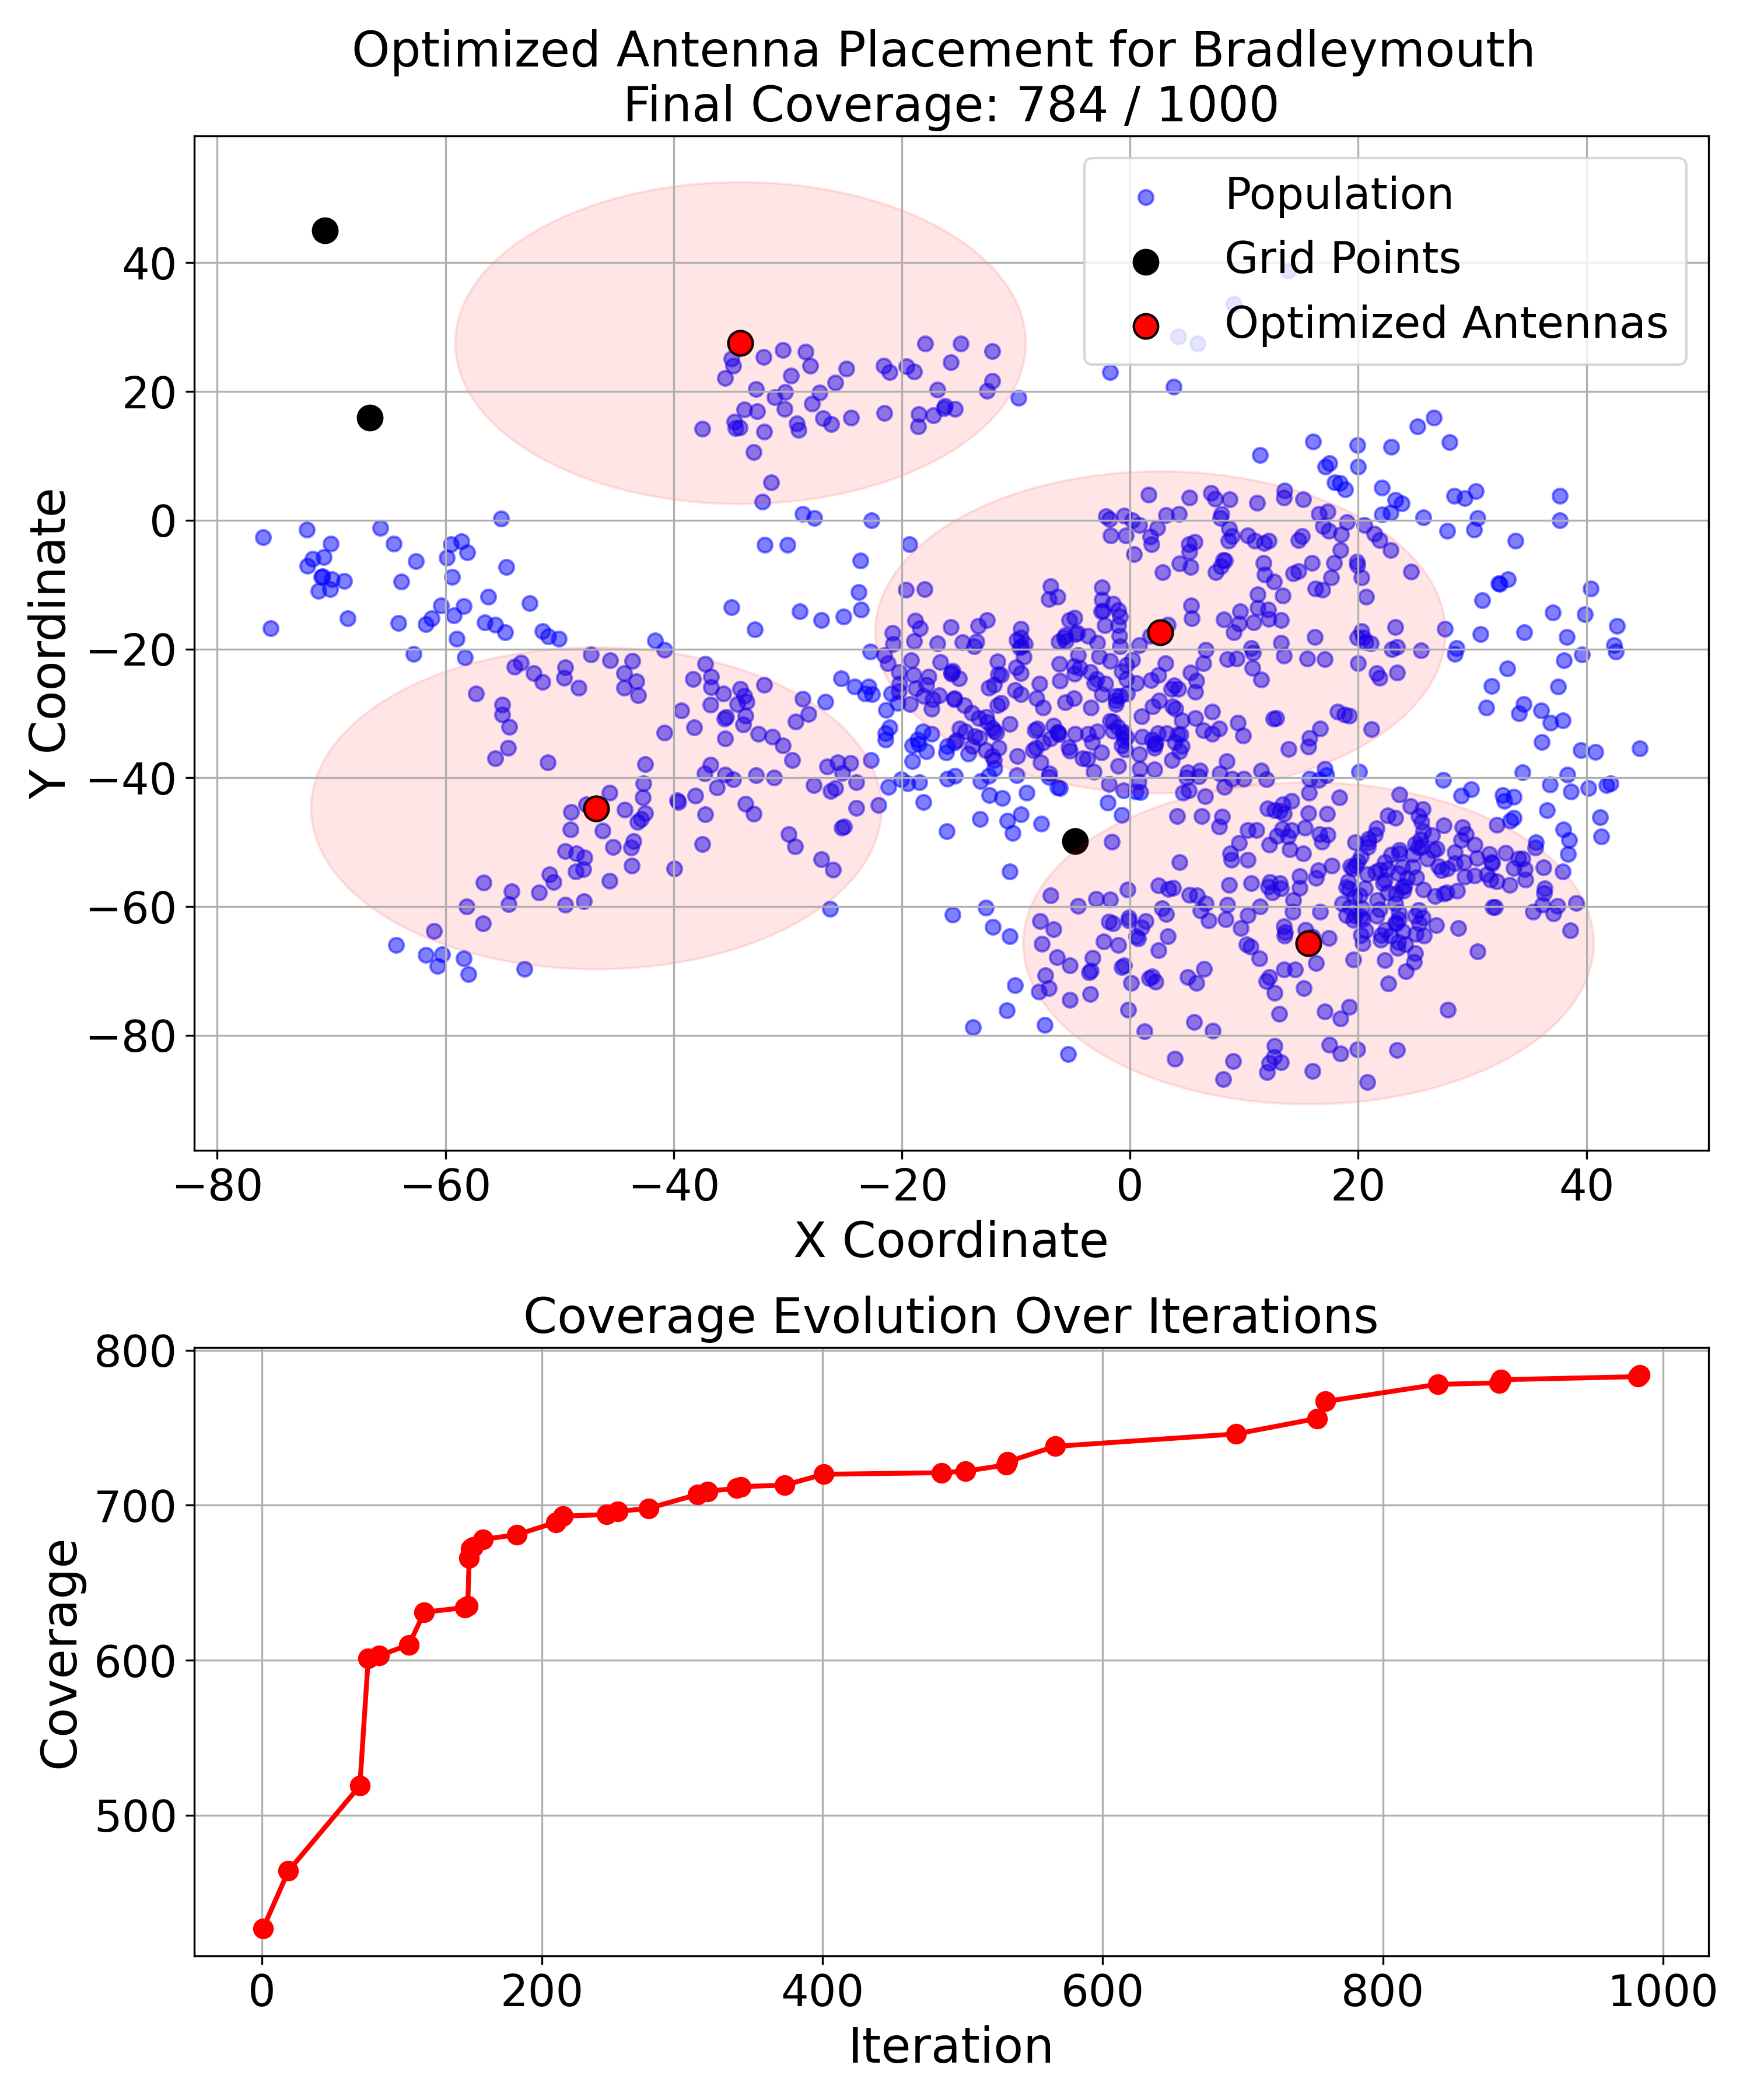 Optimized Antenna Placement for Bradleymouth
Final Coverage: 784 / 1000
Population
Grid Points
Optimized Antennas
Y Coordinate
40
20
0
−20
−40
−60
−80
−80 −60 −40 −20 0 20 40
X Coordinate
Coverage Evolution Over Iterations
Coverage
800
700
600
500
0 200 400 600 800 1000
Iteration